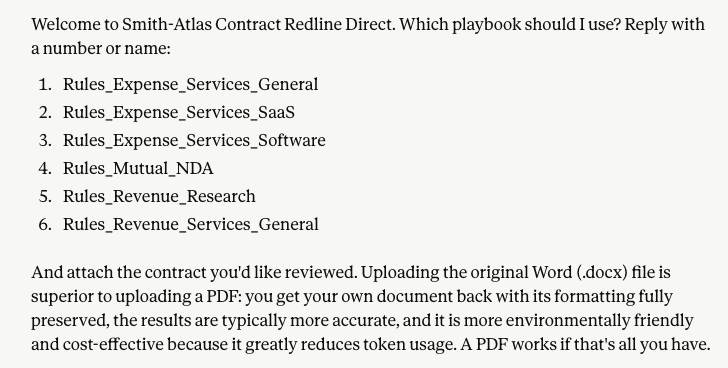 Welcome to Smith-Atlas Contract Redline Direct. Which playbook should I use? Reply with
a number or name:
1. Rules_Expense_Services_General
2. Rules_Expense_Services_SaaS
3. Rules_Expense_Services_Software
4. Rules_Mutual_NDA
5. Rules_Revenue_Research
6. Rules_Revenue_Services_General
And attach the contract you'd like reviewed. Uploading the original Word (.docx) file is
superior to uploading a PDF: you get your own document back with its formatting fully
preserved, the results are typically more accurate, and it is more environmentally friendly
and cost-effective because it greatly reduces token usage. A PDF works if that's all you have.